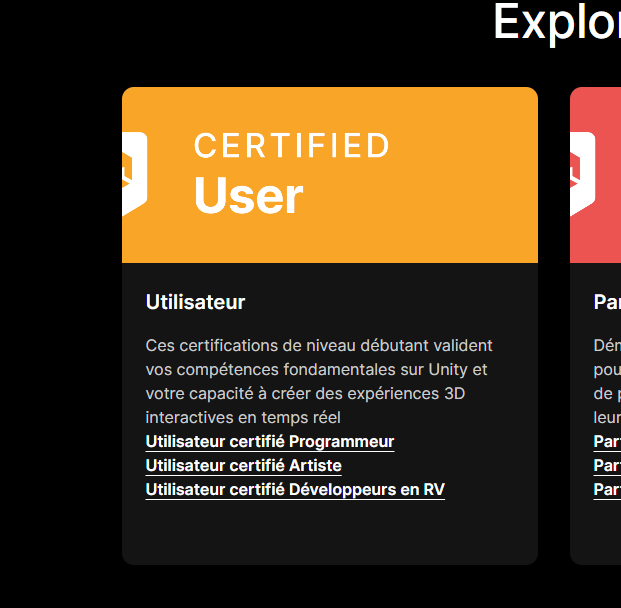 Explor
CERTIFIED
User
Utilisateur
Ces certifications de niveau débutant valident
vos compétences fondamentales sur Unity et
votre capacité à créer des expériences 3D
interactives en temps réel
Utilisateur certifié Programmeur
Utilisateur certifié Artiste
Utilisateur certifié Développeurs en RV
Par
Dém
pou
de p
leur
Part
Part
Part